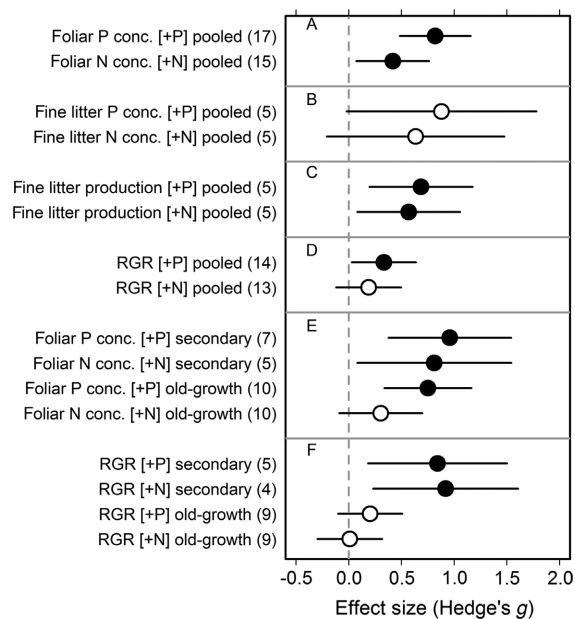 A
Foliar P conc. [+P] pooled (17)
Foliar N conc. [+N] pooled (15)
B
Fine litter P conc. [+P] pooled (5)
Fine litter N conc. [+N] pooled (5)
C
Fine litter production [+P] pooled (5)
Fine litter production [+N] pooled (5)
D
RGR [+P] pooled (14)
RGR [+N] pooled (13)
E
Foliar P conc. [+P] secondary (7)
Foliar N conc. [+N] secondary (5)
Foliar P conc. [+P] old-growth (10)
Foliar N conc. [+N] old-growth (10)
F
RGR [+P] secondary (5)
RGR [+N] secondary (4)
RGR [+P] old-growth (9)
RGR [+N] old-growth (9)
-0.5 0.0 0.5 1.0 1.5 2.0
Effect size (Hedge's g)